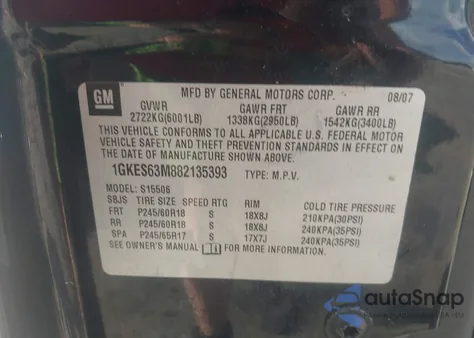 GM
MFD BY GENERAL MOTORS CORP. 08/07
GVWR GAWR FRT GAWR RR
2722KG(6001LB) 1338KG(2950LB) 1542KG(3400LB)
THIS VEHICLE CONFORMS TO ALL APPLICABLE U.S. FEDERAL MOTOR
VEHICLE SAFETY AND THEFT PREVENTION STANDARDS IN EFFECT ON
THE DATE OF MANUFACTURE SHOWN ABOVE.
1GKES63M882135393 TYPE: M.P.V.
S15506
SBJS TIRE SIZE SPEED RTG RIM COLD TIRE PRESSURE
FRT P245/60R18 S 18X8J 210KPA(30PSI)
RR P245/60R18 S 18X8J 240KPA(35PSI)
SPA P245/65R17 S 17X7J 240KPA(35PSI)
SEE OWNER'S MANUAL FOR MORE INFORMATION.
autoSnap